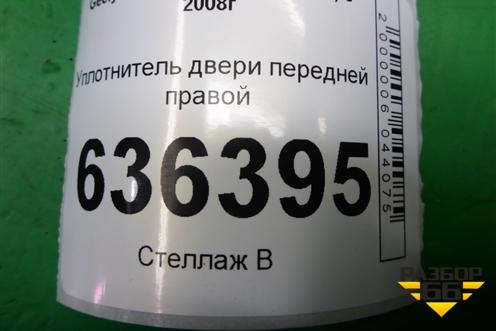 2008г
Уплотнитель двери передней
правой
636395
Стеллаж В
2000006044075
РАЗБОР
66